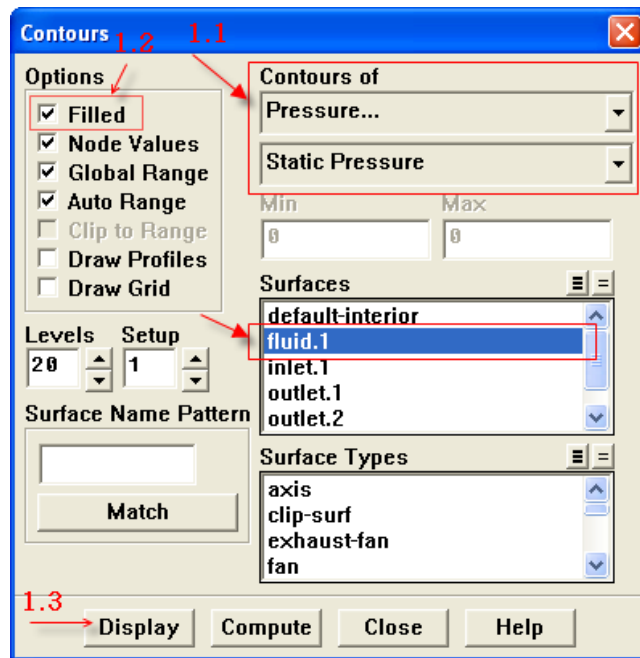 Contours
1.2
1.1
Options
Filled
Node Values
Global Range
Auto Range
Clip to Range
Draw Profiles
Draw Grid
Levels Setup
20 1
Surface Name Pattern
Match
Contours of
Pressure...
Static Pressure
Min Max
0 0
Surfaces
default-interior
fluid.1
inlet.1
outlet.1
outlet.2
Surface Types
axis
clip-surf
exhaust-fan
fan
1.3
Display Compute Close Help